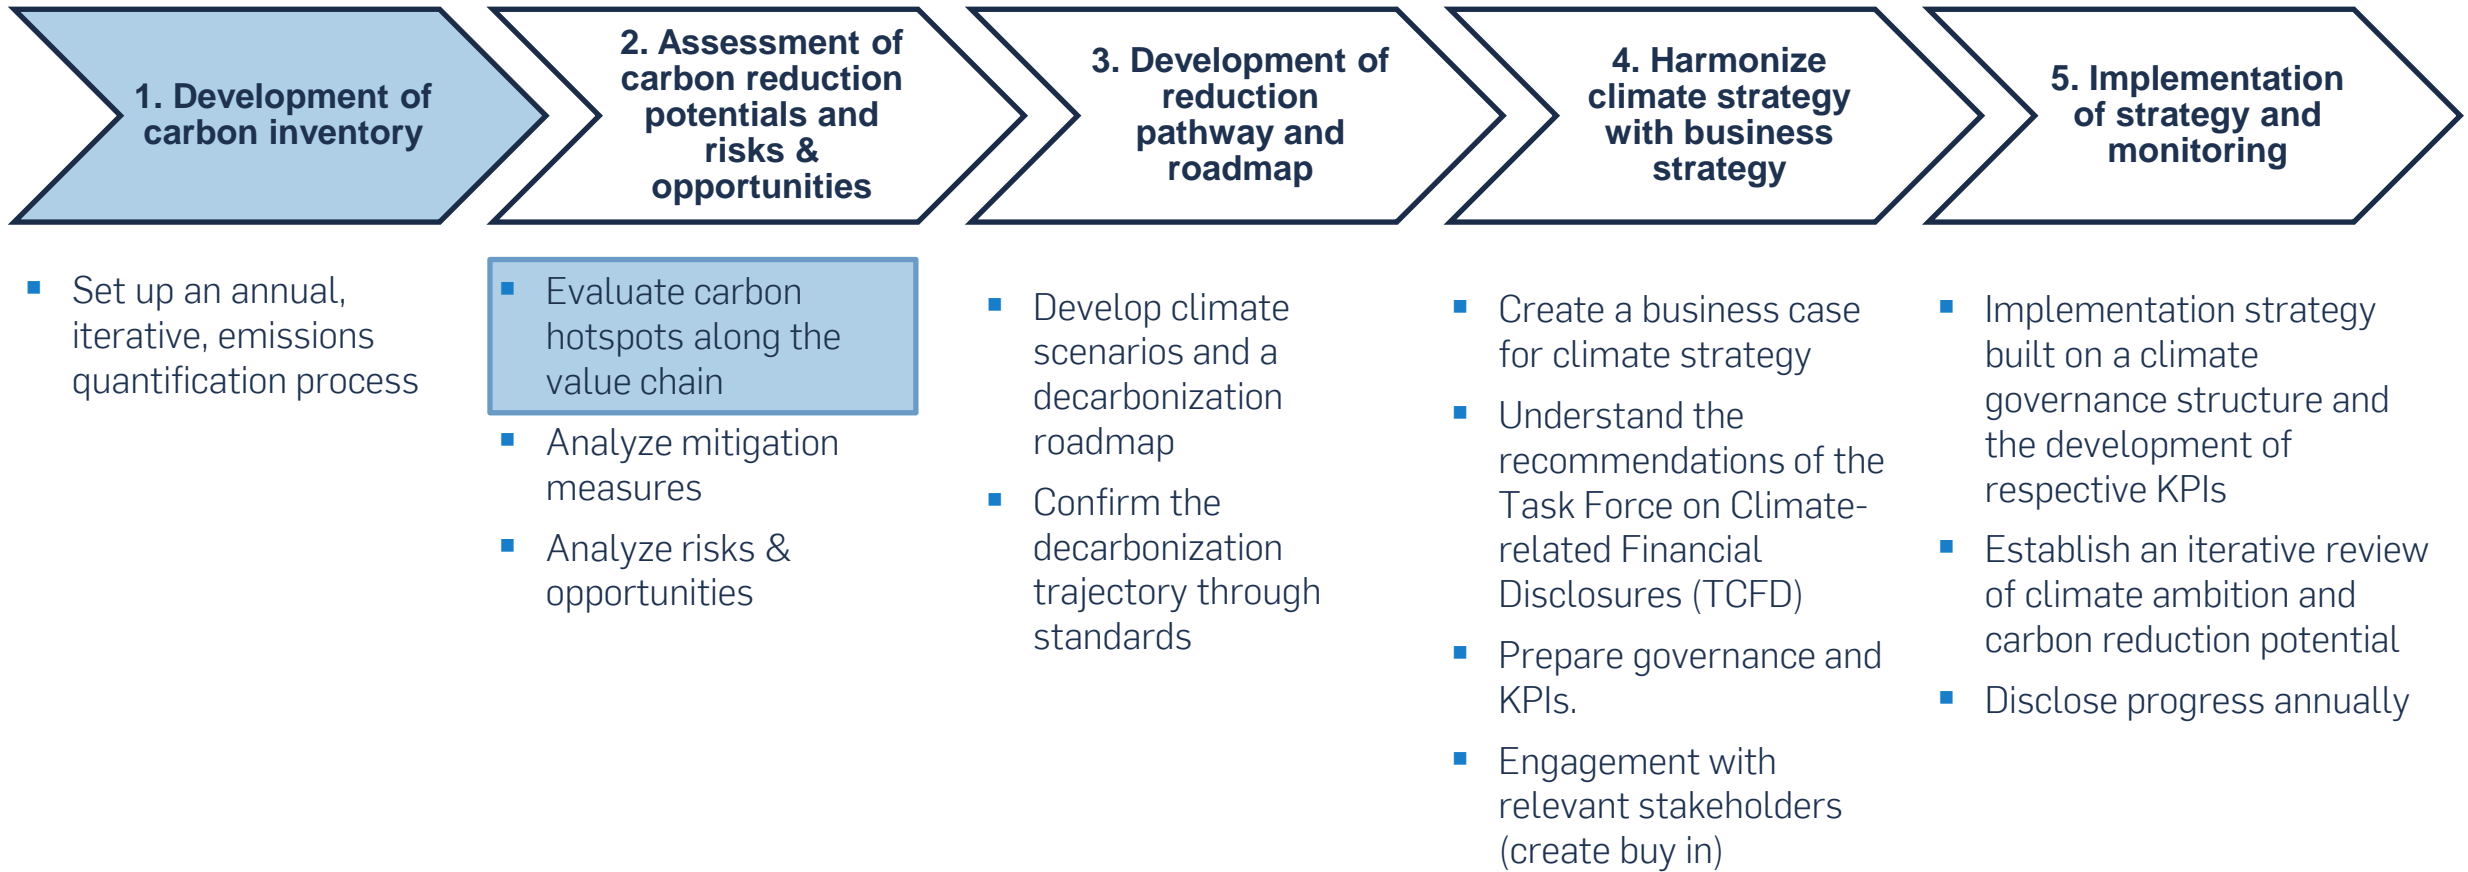 1. Development of
carbon inventory
2. Assessment of
carbon reduction
potentials and
risks &
opportunities
3. Development of
reduction
pathway and
roadmap
4. Harmonize
climate strategy
with business
strategy
5. Implementation
of strategy and
monitoring
▪ Set up an annual,
iterative, emissions
quantification process
▪ Evaluate carbon
hotspots along the
value chain
▪ Analyze mitigation
measures
▪ Analyze risks &
opportunities
▪ Develop climate
scenarios and a
decarbonization
roadmap
▪ Confirm the
decarbonization
trajectory through
standards
▪ Create a business case
for climate strategy
▪ Understand the
recommendations of the
Task Force on Climate-
related Financial
Disclosures (TCFD)
▪ Prepare governance and
KPIs.
▪ Engagement with
relevant stakeholders
(create buy in)
▪ Implementation strategy
built on a climate
governance structure and
the development of
respective KPIs
▪ Establish an iterative review
of climate ambition and
carbon reduction potential
▪ Disclose progress annually